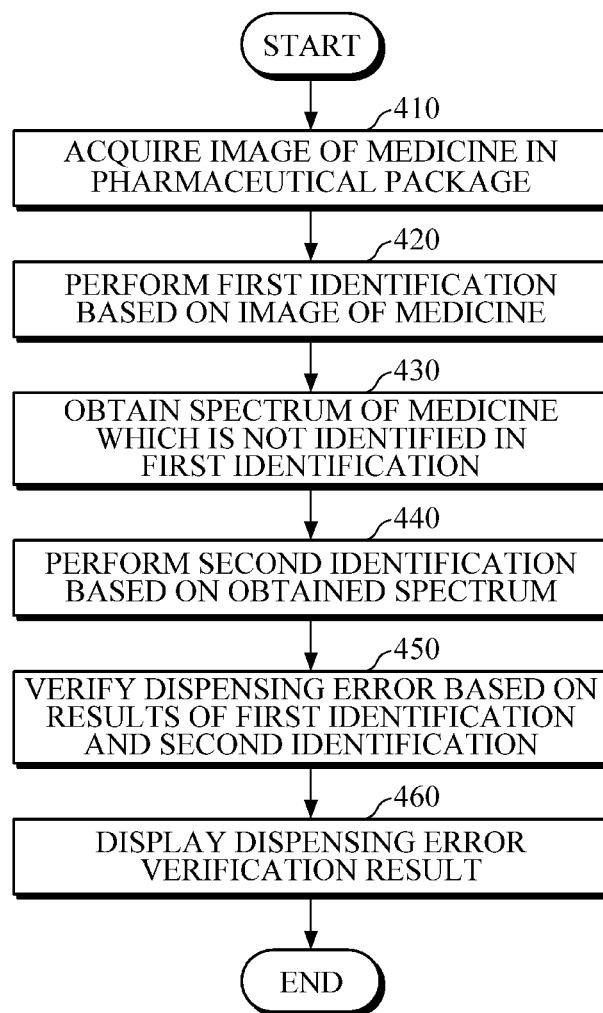 START
410
ACQUIRE IMAGE OF MEDICINE IN
PHARMACEUTICAL PACKAGE
420
PERFORM FIRST IDENTIFICATION
BASED ON IMAGE OF MEDICINE
430
OBTAIN SPECTRUM OF MEDICINE
WHICH IS NOT IDENTIFIED IN
FIRST IDENTIFICATION
440
PERFORM SECOND IDENTIFICATION
BASED ON OBTAINED SPECTRUM
450
VERIFY DISPENSING ERROR BASED ON
RESULTS OF FIRST IDENTIFICATION
AND SECOND IDENTIFICATION
460
DISPLAY DISPENSING ERROR
VERIFICATION RESULT
END